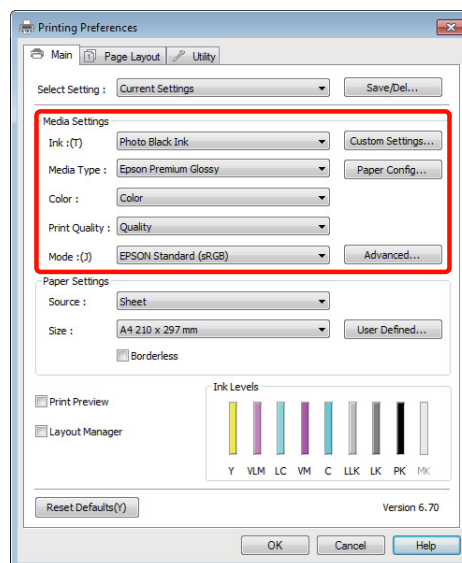 Printing Preferences
Main Page Layout Utility
Select Setting : Current Settings Save/Del...
Media Settings
Ink :(T) Photo Black Ink Custom Settings...
Media Type : Epson Premium Glossy Paper Config...
Color : Color
Print Quality : Quality
Mode :(J) EPSON Standard (sRGB) Advanced...
Paper Settings
Source : Sheet
Size : A4 210 x 297 mm User Defined...
Borderless
Ink Levels
Print Preview
Layout Manager
Y VLM LC VM C LLK LK PK MK
Reset Defaults(Y) Version 6.70
OK Cancel Help